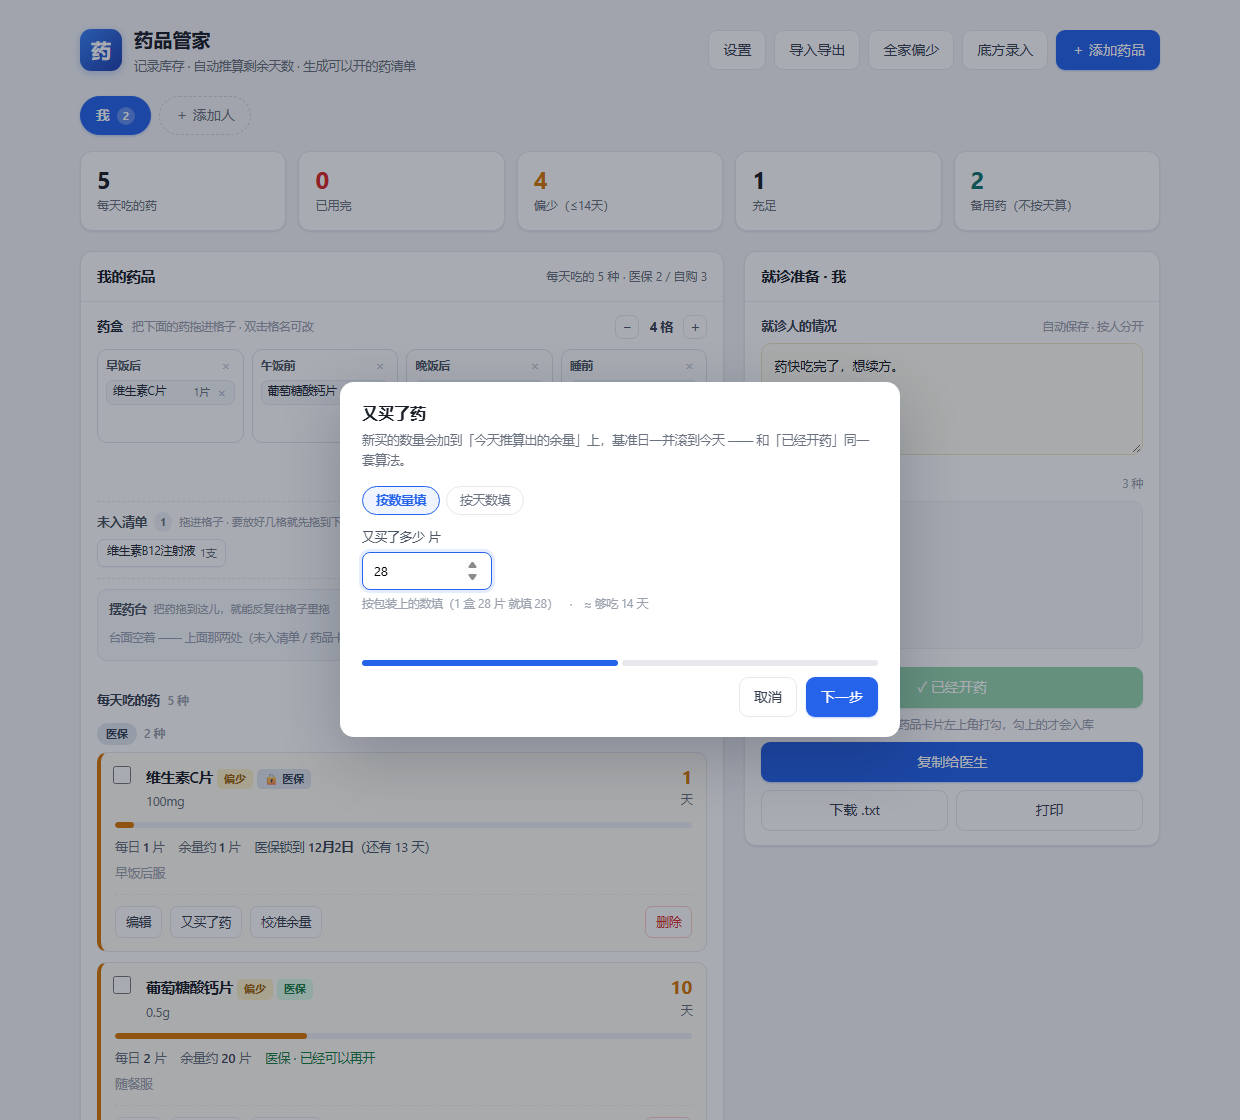 药
药品管家
记录库存 · 自动推算剩余天数 · 生成可以开的药清单
设置
导入导出
全家偏少
底方录入
+ 添加药品
我 2
+ 添加人
5
每天吃的药
0
已用完
4
偏少（≤14天）
1
充足
2
备用药（不按天算）
我的药品
每天吃的 5 种 · 医保 2 / 自购 3
药盒 把下面的药拖进格子 · 双击格名可改
− 4 格 +
早饭后 ×
维生素C片 1片 ×
午饭前 ×
葡萄糖酸钙片
晚饭后 ×
睡前 ×
未入清单 1 拖进格子 · 要放好几格就先拖到下
维生素B12注射液 1支
摆药台 把药拖到这儿，就能反复往格子里拖
台面空着 —— 上面那两处（未入清单 / 药品卡
每天吃的药 5 种
医保 2 种
维生素C片 偏少 🔒 医保
100mg
1
天
每日 1 片 余量约 1 片 医保锁到 12月2日（还有 13 天）
早饭后服
编辑
又买了药
校准余量
删除
葡萄糖酸钙片 偏少 医保
0.5g
10
天
每日 2 片 余量约 20 片 医保 · 已经可以再开
随餐服
就诊准备 · 我
就诊人的情况
自动保存 · 按人分开
药快吃完了，想续方。
3 种
✓ 已经开药
药品卡片左上角打勾，勾上的才会入库
复制给医生
下载 .txt
打印
又买了药
新买的数量会加到「今天推算出的余量」上，基准日一并滚到今天 —— 和「已经开药」同一
套算法。
按数量填
按天数填
又买了多少 片
28
按包装上的数填（1 盒 28 片 就填 28） · ≈ 够吃 14 天
取消
下一步